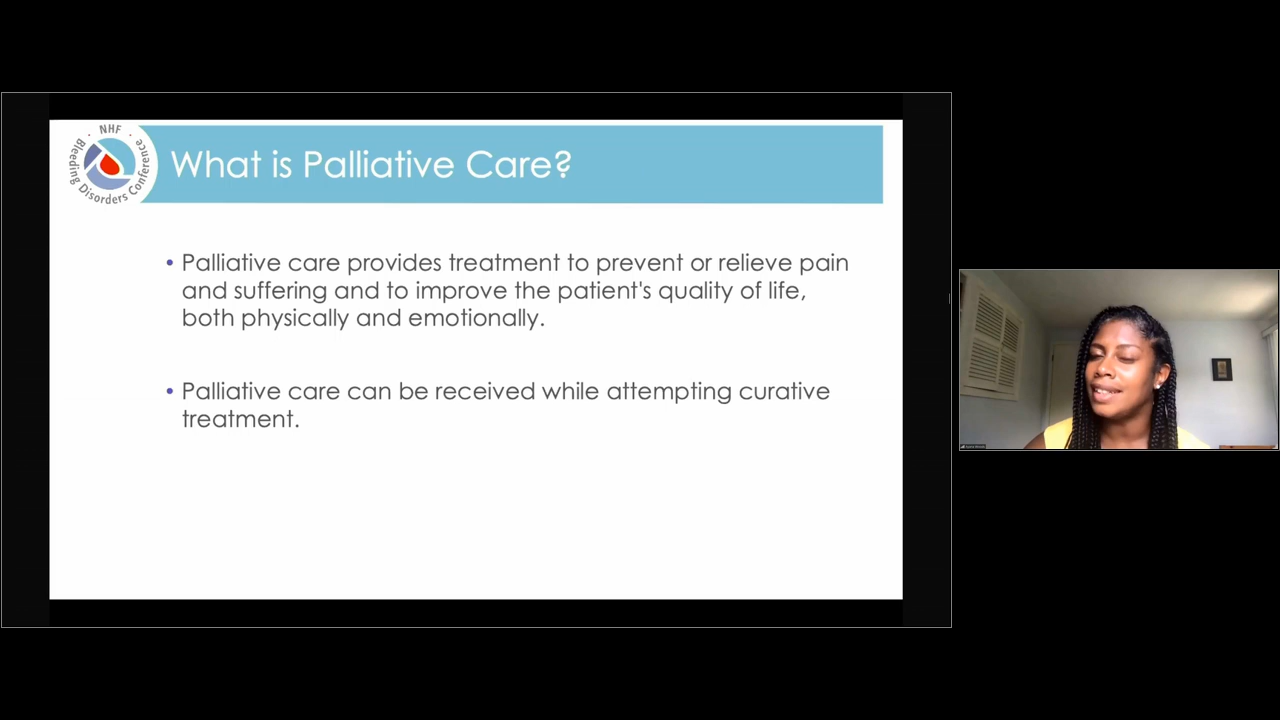 NHF
Bleeding Disorders Conference
What is Palliative Care?
• Palliative care provides treatment to prevent or relieve pain
and suffering and to improve the patient's quality of life,
both physically and emotionally.
• Palliative care can be received while attempting curative
treatment.